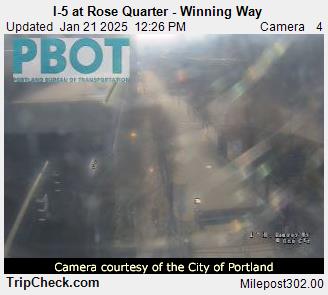 I-5 at Rose Quarter - Winning Way
Updated Jan 21 2025 12:26 PM Camera 4
PBOT
PORTLAND BUREAU OF TRANSPORTATION
Camera courtesy of the City of Portland
TripCheck.com Milepost302.00